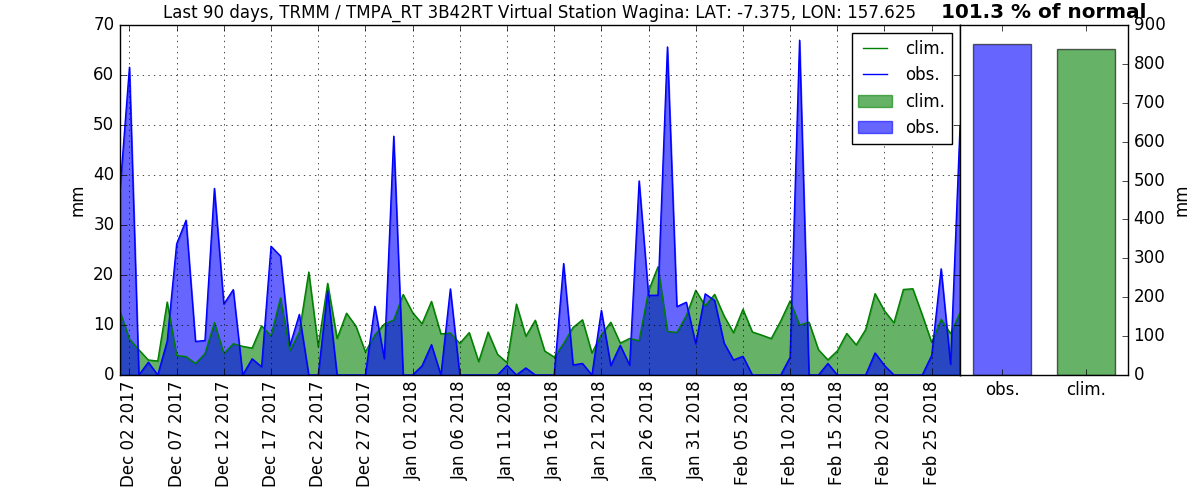 Last 90 days, TRMM / TMPA_RT 3B42RT Virtual Station Wagina: LAT: -7.375, LON: 157.625
101.3 % of normal
70
60
50
40
30
20
10
0
mm
clim.
obs.
clim.
obs.
900
800
700
600
500
400
300
200
100
0
mm
obs.
clim.
Dec 02 2017
Dec 07 2017
Dec 12 2017
Dec 17 2017
Dec 22 2017
Dec 27 2017
Jan 01 2018
Jan 06 2018
Jan 11 2018
Jan 16 2018
Jan 21 2018
Jan 26 2018
Jan 31 2018
Feb 05 2018
Feb 10 2018
Feb 15 2018
Feb 20 2018
Feb 25 2018